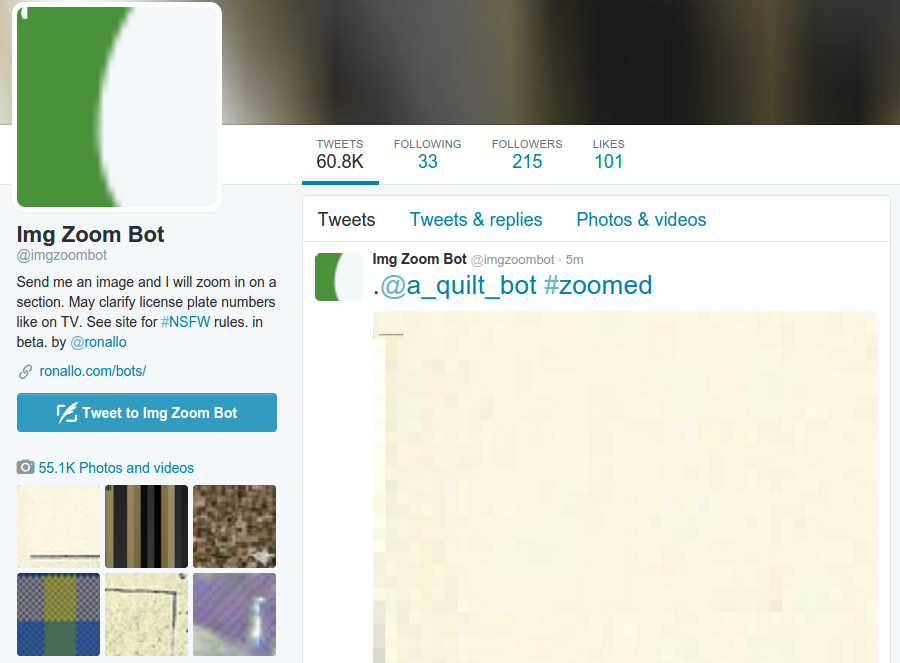 TWEETS FOLLOWING FOLLOWERS LIKES
60.8K 33 215 101
Img Zoom Bot
@imgzoombot
Send me an image and I will zoom in on a
section. May clarify license plate numbers
like on TV. See site for #NSFW rules. in
beta. by @ronallo
ronallo.com/bots/
Tweet to Img Zoom Bot
55.1K Photos and videos
Tweets Tweets & replies Photos & videos
Img Zoom Bot @imgzoombot · 5m
.@a_quilt_bot #zoomed